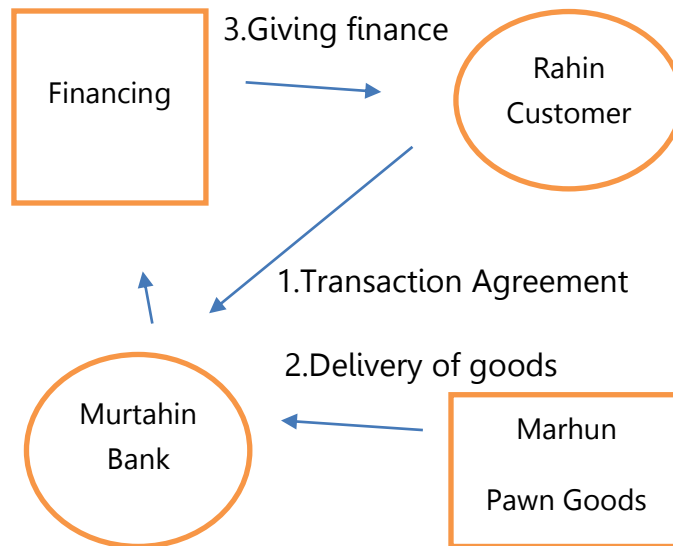 3.Giving finance
Financing
Rahin
Customer
1.Transaction Agreement
2.Delivery of goods
Murtahin
Bank
Marhun
Pawn Goods